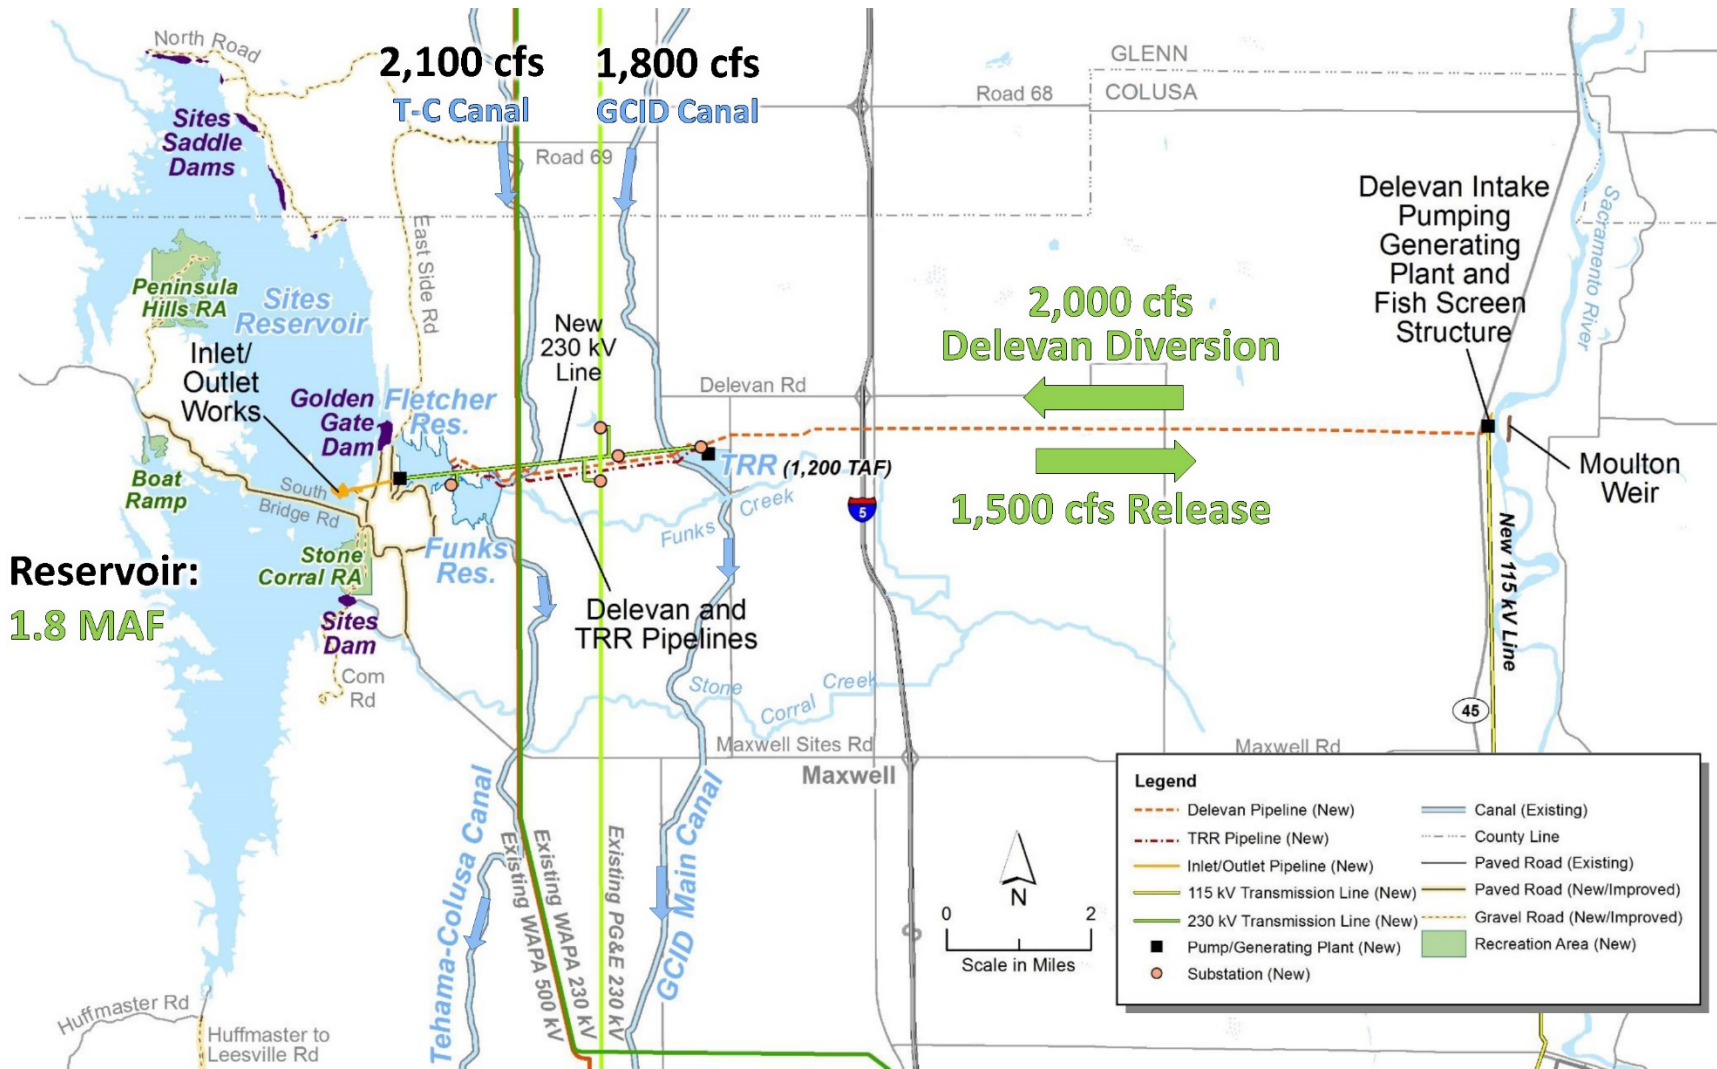 North Road
2,100 cfs
T-C Canal
1,800 cfs
GCID Canal
GLENN
COLUSA
Road 68
Road 69
Sites
Saddle
Dams
East Side Rd
Peninsula
Hills RA
Sites
Reservoir
Inlet/
Outlet
Works
Golden
Gate
Dam
Fletcher
Res.
New
230 kV
Line
Delevan Rd
2,000 cfs
Delevan Diversion
1,500 cfs Release
Delevan Intake
Pumping
Generating
Plant and
Fish Screen
Structure
Sacramento River
Moulton
Weir
TRR (1,200 TAF)
Funks Creek
5
Boat
Ramp
South
Bridge Rd
Stone
Corral RA
Funks
Res.
Reservoir:
1.8 MAF
Sites
Dam
Com
Rd
Delevan and
TRR Pipelines
Stone Corral Creek
New 115 kV Line
45
Maxwell Sites Rd
Maxwell Rd
Maxwell
Tehama-Colusa Canal
Existing WAPA 500 kV
Existing WAPA 230 kV
Existing PG&E 230 kV
GCID Main Canal
Huffmaster Rd
Huffmaster to
Leesville Rd
N
0 2
Scale in Miles
Legend
Delevan Pipeline (New)
TRR Pipeline (New)
Inlet/Outlet Pipeline (New)
115 kV Transmission Line (New)
230 kV Transmission Line (New)
Pump/Generating Plant (New)
Substation (New)
Canal (Existing)
County Line
Paved Road (Existing)
Paved Road (New/Improved)
Gravel Road (New/Improved)
Recreation Area (New)